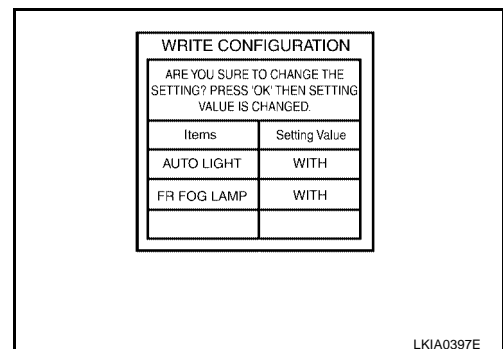 WRITE CONFIGURATION
ARE YOU SURE TO CHANGE THE
SETTING? PRESS 'OK' THEN SETTING
VALUE IS CHANGED.
Items Setting Value
AUTO LIGHT WITH
FR FOG LAMP WITH
LKIA0397E